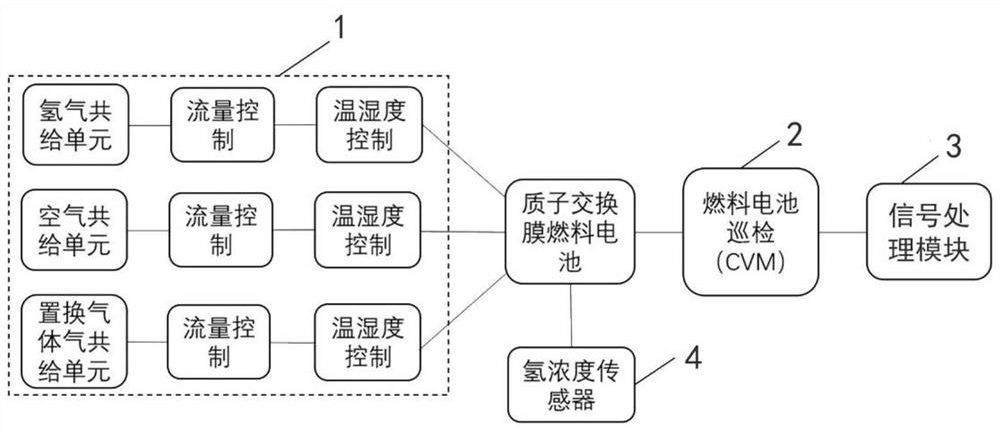 1
氢气共
给单元
流量控
制
温湿度
控制
空气共
给单元
流量控
制
温湿度
控制
置换气
体气共
给单元
流量控
制
温湿度
控制
质子交换
膜燃料电
池
2
燃料电池
巡检
（CVM）
3
信号处
理模块
氢浓度传
感器
4